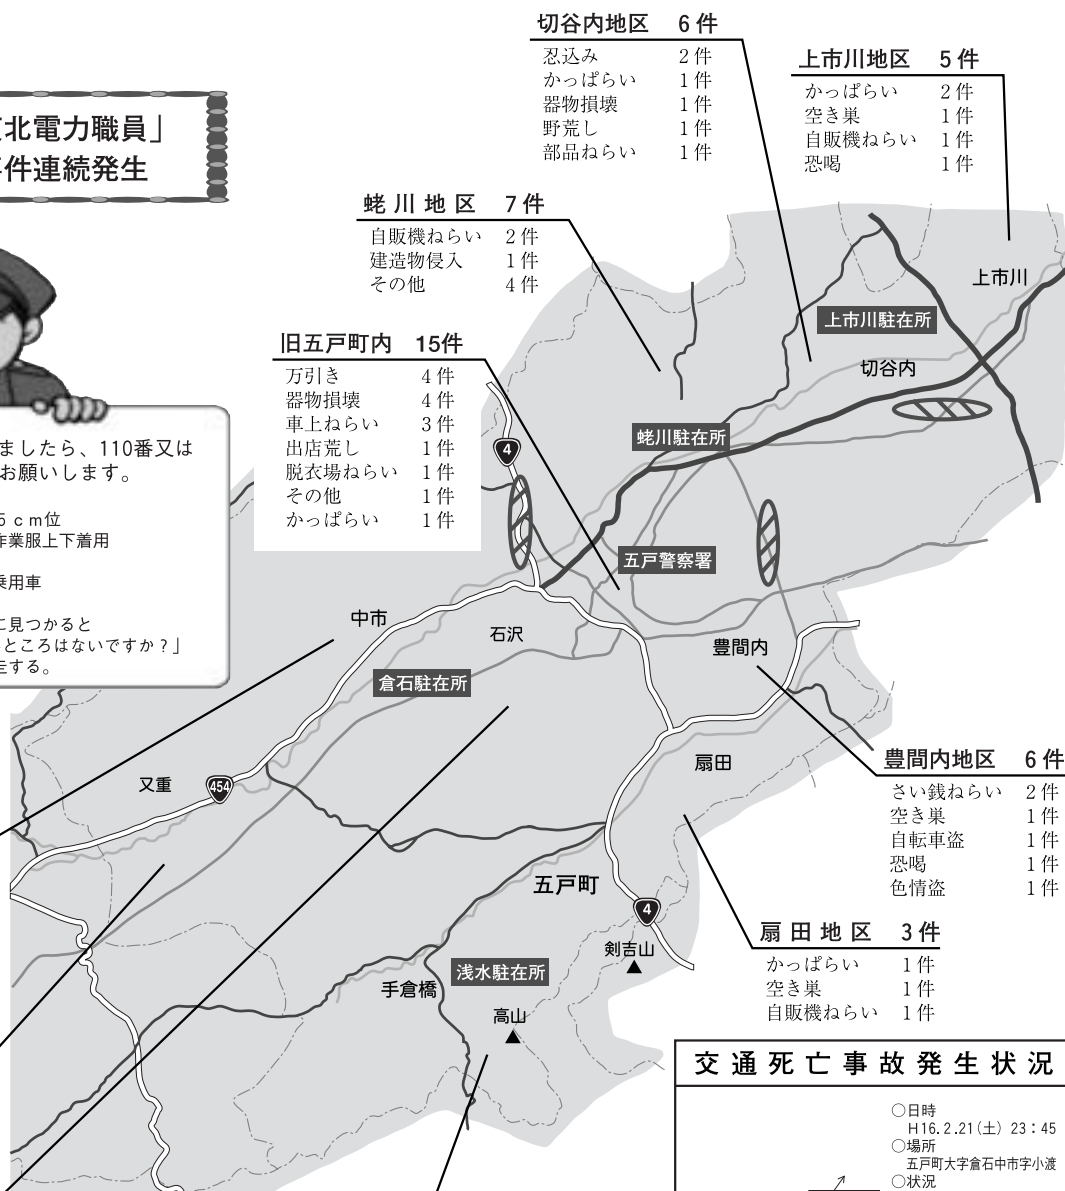 北電力職員」
件連続発生
ましたら、110番又は
お願いします。
5ｃｍ位
作業服上下着用
乗用車
に見つかると
ところはないですか？」
走する。
切谷内地区 6件
忍込み 2件
かっぱらい 1件
器物損壊 1件
野荒し 1件
部品ねらい 1件
上市川地区 5件
かっぱらい 2件
空き巣 1件
自販機ねらい 1件
恐喝 1件
蛯川地区 7件
自販機ねらい 2件
建造物侵入 1件
その他 4件
旧五戸町内 15件
万引き 4件
器物損壊 4件
車上ねらい 3件
出店荒し 1件
脱衣場ねらい 1件
その他 1件
かっぱらい 1件
上市川
上市川駐在所
切谷内
蛯川駐在所
4
五戸警察署
中市
石沢
豊間内
倉石駐在所
又重
454
扇田
豊間内地区 6件
さい銭ねらい 2件
空き巣 1件
自転車盗 1件
恐喝 1件
色情盗 1件
五戸町
4
扇田地区 3件
かっぱらい 1件
空き巣 1件
自販機ねらい 1件
剣吉山
浅水駐在所
手倉橋
高山
交通死亡事故発生状況
○日時
H16.2.21(土) 23：45
○場所
五戸町大字倉石中市字小渡
○状況